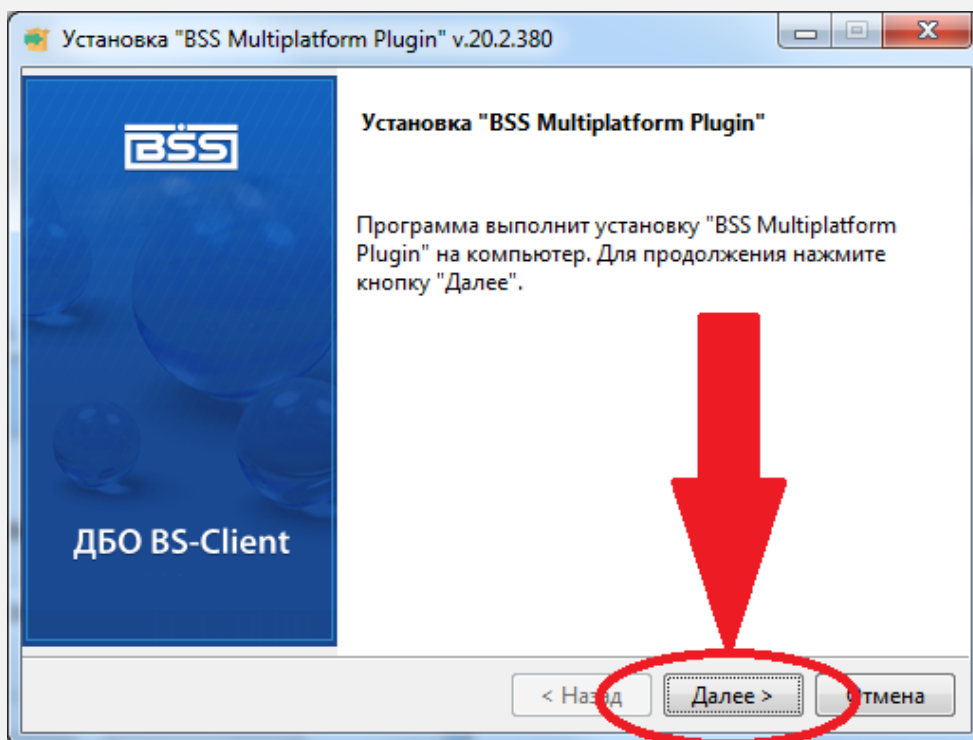 Установка "BSS Multiplatform Plugin" v.20.2.380
BSS
Установка "BSS Multiplatform Plugin"
Программа выполнит установку "BSS Multiplatform
Plugin" на компьютер. Для продолжения нажмите
кнопку "Далее".
ДБО BS-Client
< Назад
Далее >
Отмена